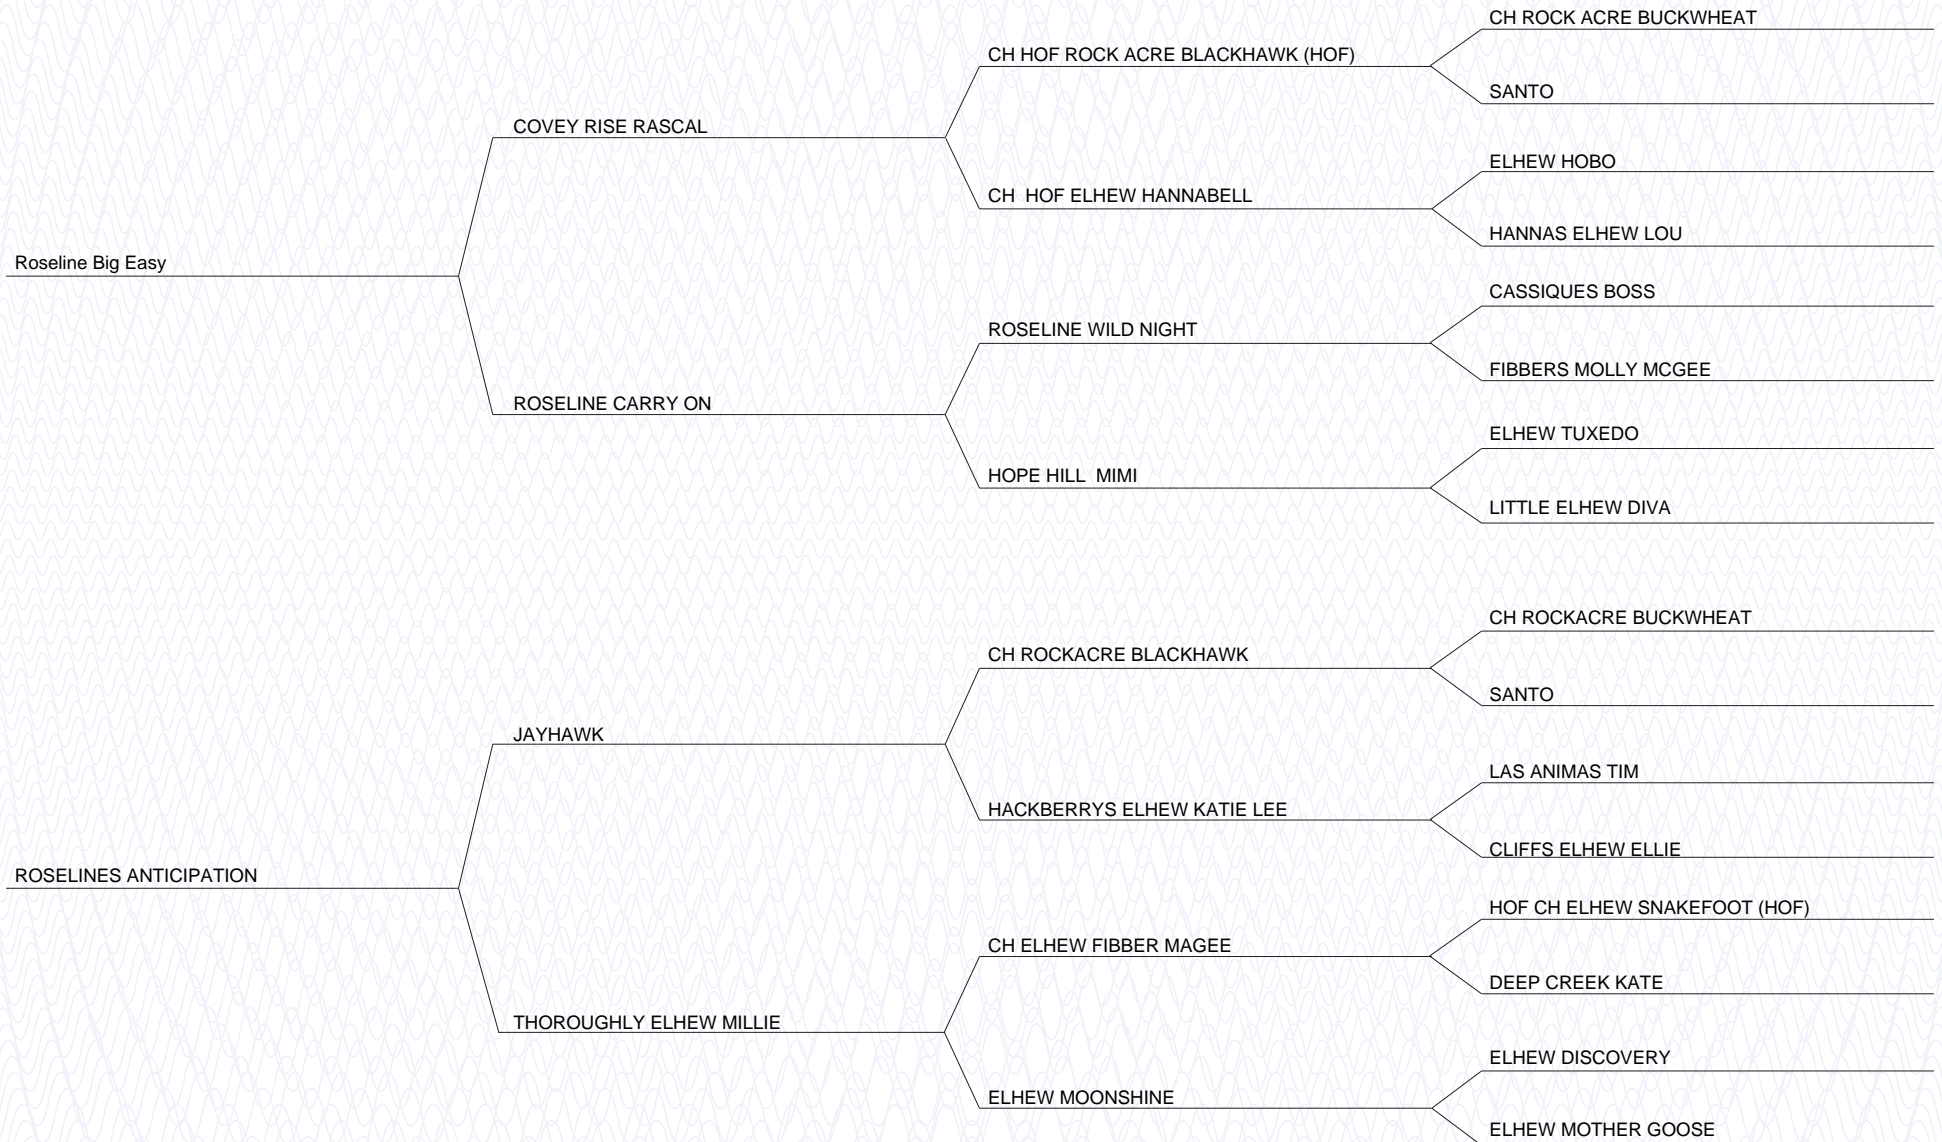 CH ROCK ACRE BUCKWHEAT
CH HOF ROCK ACRE BLACKHAWK (HOF)
SANTO
COVEY RISE RASCAL
ELHEW HOBO
CH  HOF ELHEW HANNABELL
HANNAS ELHEW LOU
Roseline Big Easy
CASSIQUES BOSS
ROSELINE WILD NIGHT
FIBBERS MOLLY MCGEE
ROSELINE CARRY ON
ELHEW TUXEDO
HOPE HILL  MIMI
LITTLE ELHEW DIVA
CH ROCKACRE BUCKWHEAT
CH ROCKACRE BLACKHAWK
SANTO
JAYHAWK
LAS ANIMAS TIM
HACKBERRYS ELHEW KATIE LEE
CLIFFS ELHEW ELLIE
ROSELINES ANTICIPATION
HOF CH ELHEW SNAKEFOOT (HOF)
CH ELHEW FIBBER MAGEE
DEEP CREEK KATE
THOROUGHLY ELHEW MILLIE
ELHEW DISCOVERY
ELHEW MOONSHINE
ELHEW MOTHER GOOSE